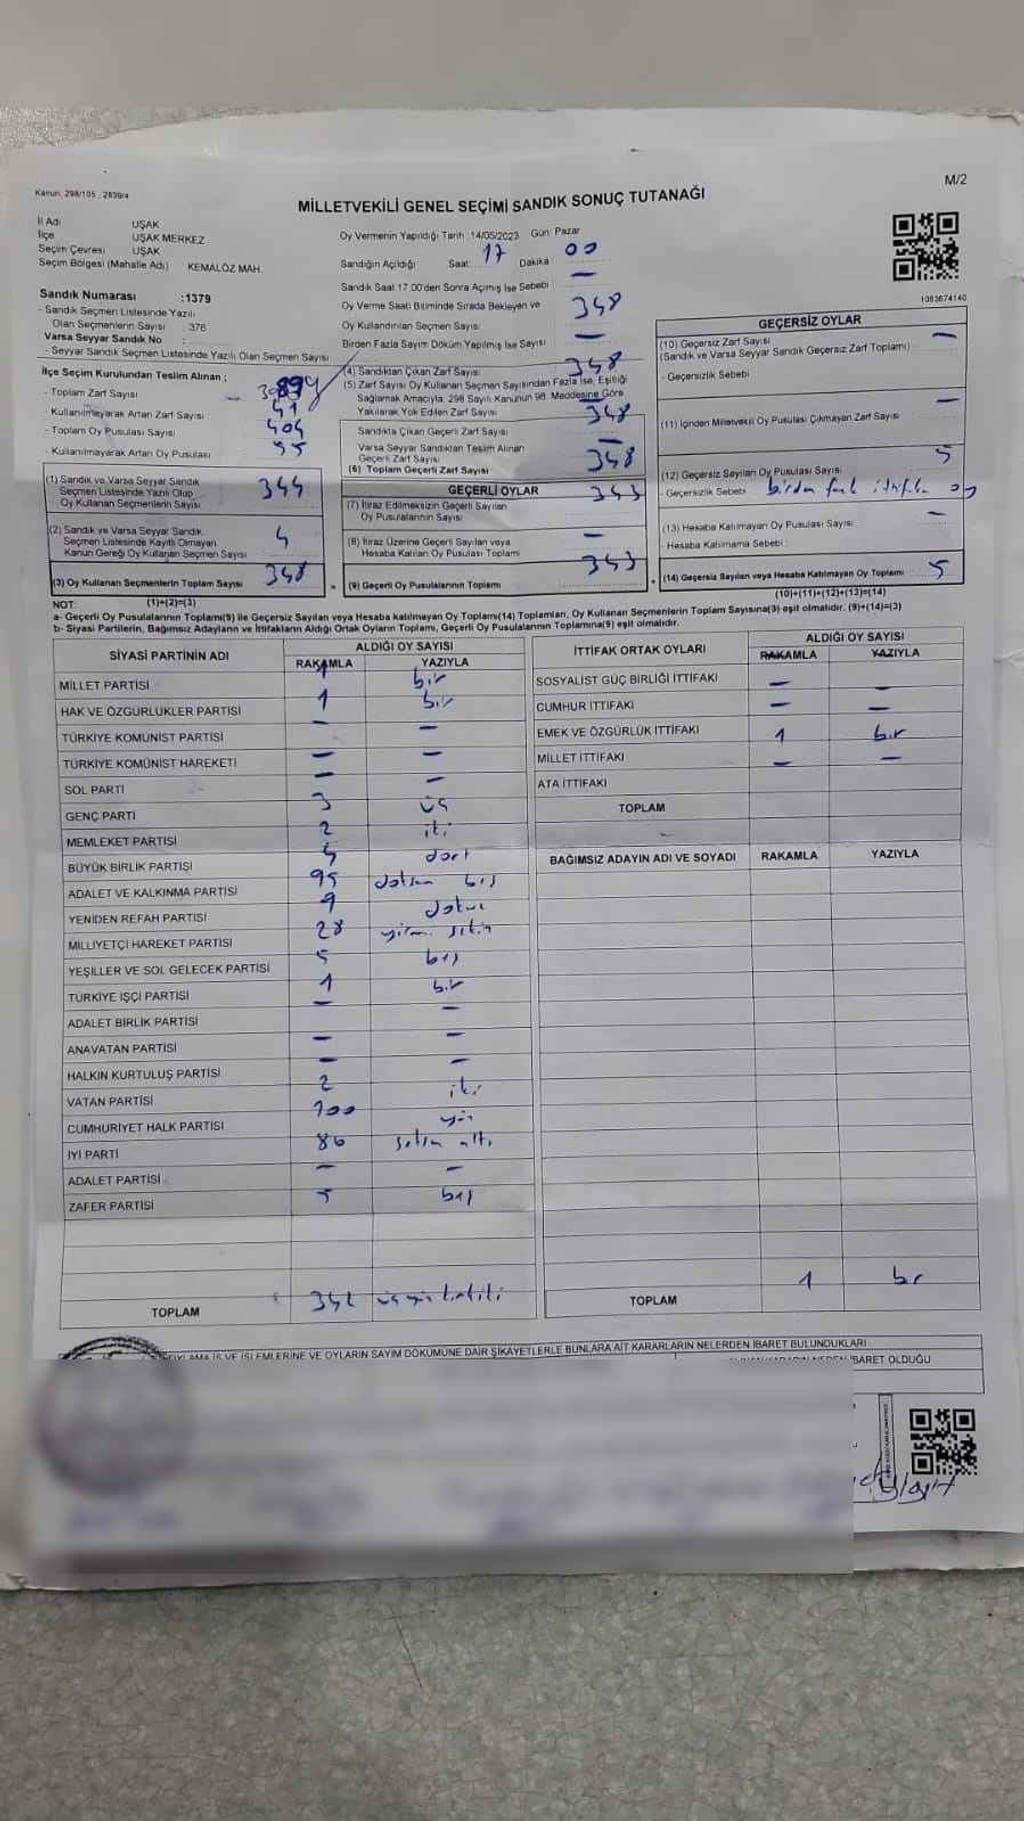 Kanun: 298/105 ; 2839/4
M/2
MİLLETVEKİLİ GENEL SEÇİMİ SANDIK SONUÇ TUTANAĞI
İl Adı UŞAK
İlçe UŞAK MERKEZ
Seçim Çevresi UŞAK
Seçim Bölgesi (Mahalle Adı) KEMALÖZ MAH.
Oy Vermenin Yapıldığı Tarih :14/05/2023 Gün: Pazar
Sandığın Açıldığı Saat: 17 Dakika 00
Sandık Saat 17.00'den Sonra Açılmış İse Sebebi —
Oy Verme Saati Bitiminde Sırada Bekleyen ve
Oy Kullandırılan Seçmen Sayısı 348
Birden Fazla Sayım Döküm Yapılmış İse Sayısı —
1083674140
Sandık Numarası :1379
- Sandık Seçmen Listesinde Yazılı
Olan Seçmenlerin Sayısı : 376
Varsa Seyyar Sandık No :
- Seyyar Sandık Seçmen Listesinde Yazılı Olan Seçmen Sayısı
İlçe Seçim Kurulundan Teslim Alınan ;
- Toplam Zarf Sayısı
- Kullanılmayarak Artan Zarf Sayısı 41
- Toplam Oy Pusulası Sayısı 404
- Kullanılmayarak Artan Oy Pusulası 55
(1) Sandık ve Varsa Seyyar Sandık
Seçmen Listesinde Yazılı Olup
Oy Kullanan Seçmenlerin Sayısı 344
(2) Sandık ve Varsa Seyyar Sandık
Seçmen Listesinde Kayıtlı Olmayan
Kanun Gereği Oy Kullanan Seçmen Sayısı 4
(3) Oy Kullanan Seçmenlerin Toplam Sayısı 348
(1)+(2)=(3)
(4) Sandıktan Çıkan Zarf Sayısı 348
(5) Zarf Sayısı Oy Kullanan Seçmen Sayısından Fazla İse, Eşitliği
Sağlamak Amacıyla: 298 Sayılı Kanunun 98. Maddesine Göre
Yakılarak Yok Edilen Zarf Sayısı
Sandıkta Çıkan Geçerli Zarf Sayısı 348
Varsa Seyyar Sandıktan Teslim Alınan
Geçerli Zarf Sayısı —
(6) Toplam Geçerli Zarf Sayısı 348
GEÇERLİ OYLAR
(7) İtiraz Edilmeksizin Geçerli Sayılan
Oy Pusulalarının Sayısı 343
(8) İtiraz Üzerine Geçerli Sayılan veya
Hesaba Katılan Oy Pusulası Toplamı —
(9) Geçerli Oy Pusulalarının Toplamı 343
GEÇERSİZ OYLAR
(10) Geçersiz Zarf Sayısı —
(Sandık ve Varsa Seyyar Sandık Geçersiz Zarf Toplamı)
- Geçersizlik Sebebi
(11) İçinden Milletvekili Oy Pusulası Çıkmayan Zarf Sayısı —
(12) Geçersiz Sayılan Oy Pusulası Sayısı 5
- Geçersizlik Sebebi birden fazla ittifaka oy
(13) Hesaba Katılmayan Oy Pusulası Sayısı —
- Hesaba Katılmama Sebebi
(14) Geçersiz Sayılan veya Hesaba Katılmayan Oy Toplamı 5
(10)+(11)+(12)+(13)=(14)
NOT:
a- Geçerli Oy Pusulalarının Toplamı(9) ile Geçersiz Sayılan veya Hesaba katılmayan Oy Toplamı(14) Toplamları, Oy Kullanan Seçmenlerin Toplam Sayısına(3) eşit olmalıdır. (9)+(14)=(3)
b- Siyasi Partilerin, Bağımsız Adayların ve İttifakların Aldığı Ortak Oyların Toplamı, Geçerli Oy Pusulalarının Toplamına(9) eşit olmalıdır.
SİYASİ PARTİNİN ADI ALDIĞI OY SAYISI
RAKAMLA YAZIYLA
MİLLET PARTİSİ 1 bir
HAK VE ÖZGÜRLÜKLER PARTİSİ 1 bir
TÜRKİYE KOMÜNİST PARTİSİ — —
TÜRKİYE KOMÜNİST HAREKETİ — —
SOL PARTİ — —
GENÇ PARTİ 3 üç
MEMLEKET PARTİSİ 2 iki
BÜYÜK BİRLİK PARTİSİ 4 dört
ADALET VE KALKINMA PARTİSİ 95 doksan beş
YENİDEN REFAH PARTİSİ 9 dokuz
MİLLİYETÇİ HAREKET PARTİSİ 28 yirmi sekiz
YEŞİLLER VE SOL GELECEK PARTİSİ 5 beş
TÜRKİYE İŞÇİ PARTİSİ 1 bir
ADALET BİRLİK PARTİSİ — —
ANAVATAN PARTİSİ — —
HALKIN KURTULUŞ PARTİSİ — —
VATAN PARTİSİ 2 iki
CUMHURİYET HALK PARTİSİ 100 yüz
İYİ PARTİ 86 seksen altı
ADALET PARTİSİ — —
ZAFER PARTİSİ 5 beş
TOPLAM 342 üçyüz kırkiki
İTTİFAK ORTAK OYLARI ALDIĞI OY SAYISI
RAKAMLA YAZIYLA
SOSYALİST GÜÇ BİRLİĞİ İTTİFAKI — —
CUMHUR İTTİFAKI — —
EMEK VE ÖZGÜRLÜK İTTİFAKI 1 bir
MİLLET İTTİFAKI — —
ATA İTTİFAKI
TOPLAM
BAĞIMSIZ ADAYIN ADI VE SOYADI RAKAMLA YAZIYLA
TOPLAM 1 bir
İŞ VE İŞLEMLERİNE VE OYLARIN SAYIM DÖKÜMÜNE DAİR ŞİKAYETLERLE BUNLARA AİT KARARLARIN NELERDEN İBARET BULUNDUKLARI
İBARET OLDUĞU